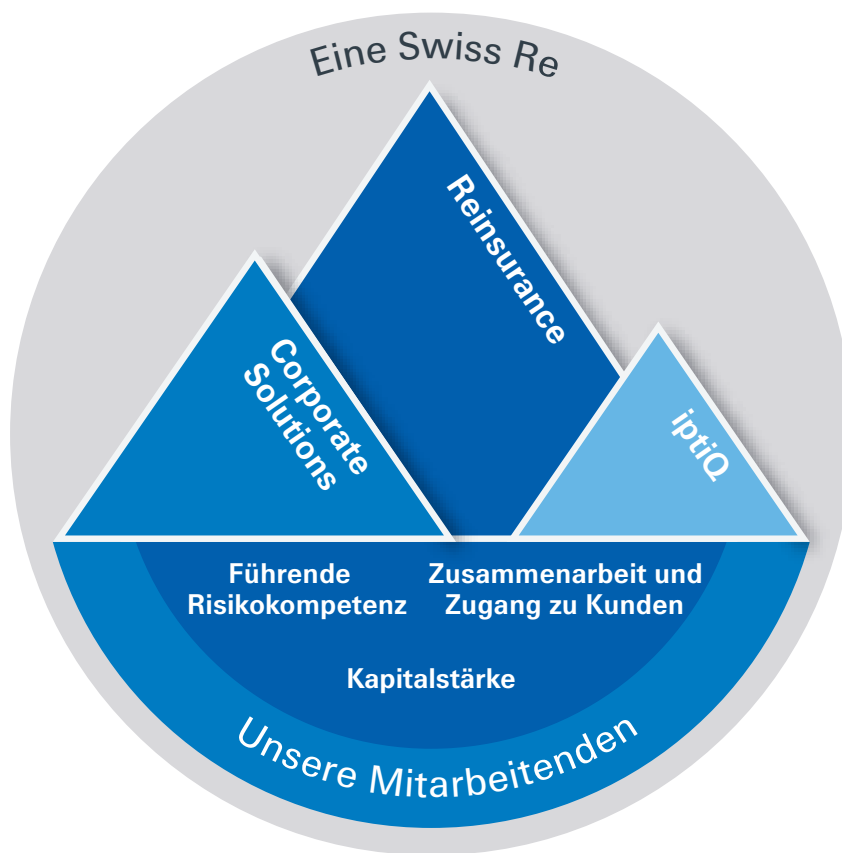 Eine Swiss Re
Reinsurance
Corporate
Solutions
iptiQ
Führende
Risikokompetenz
Zusammenarbeit und
Zugang zu Kunden
Kapitalstärke
Unsere Mitarbeitenden